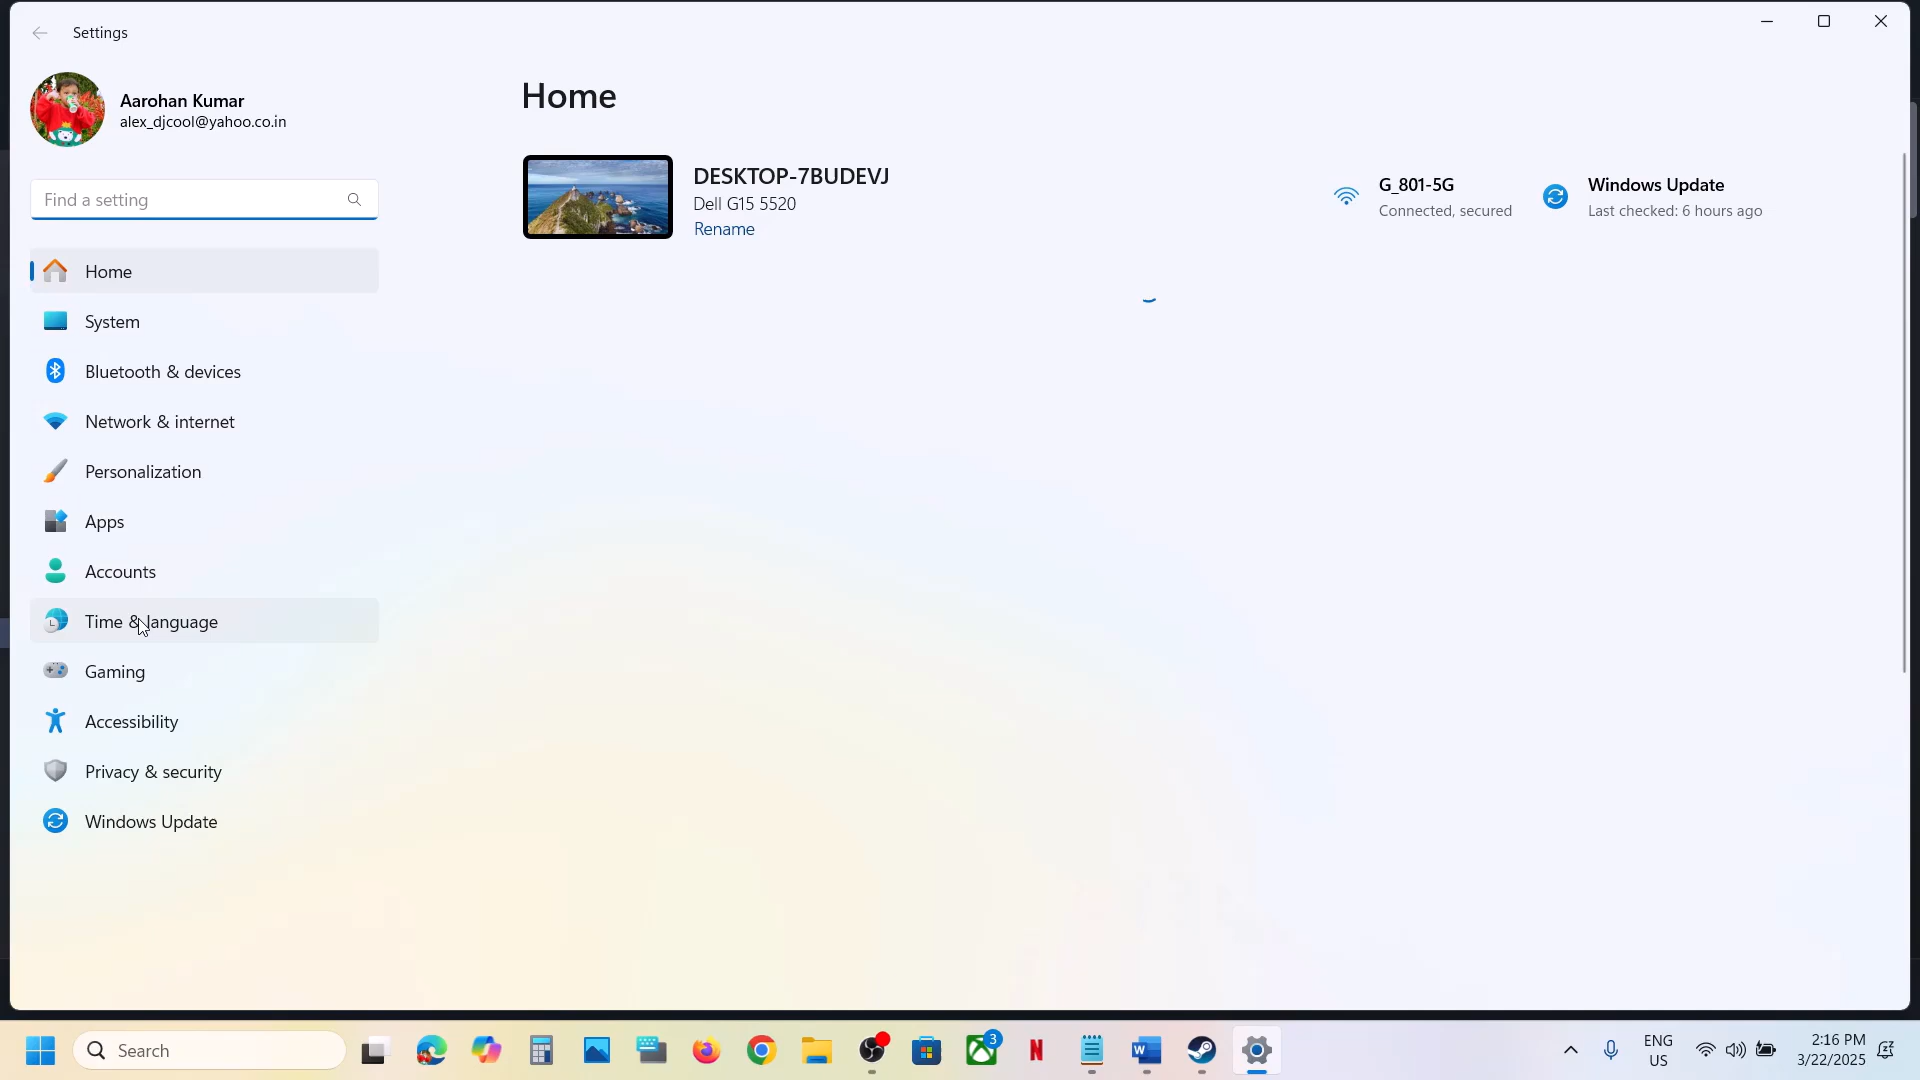 Settings
Aarohan Kumar
alex_djcool@yahoo.co.in
Find a setting
Home
System
Bluetooth & devices
Network & internet
Personalization
Apps
Accounts
Time & language
Gaming
Accessibility
Privacy & security
Windows Update
Home
DESKTOP-7BUDEVJ
Dell G15 5520
Rename
G_801-5G
Connected, secured
Windows Update
Last checked: 6 hours ago
Search
3
N
W
ENG
US
2:16 PM
3/22/2025